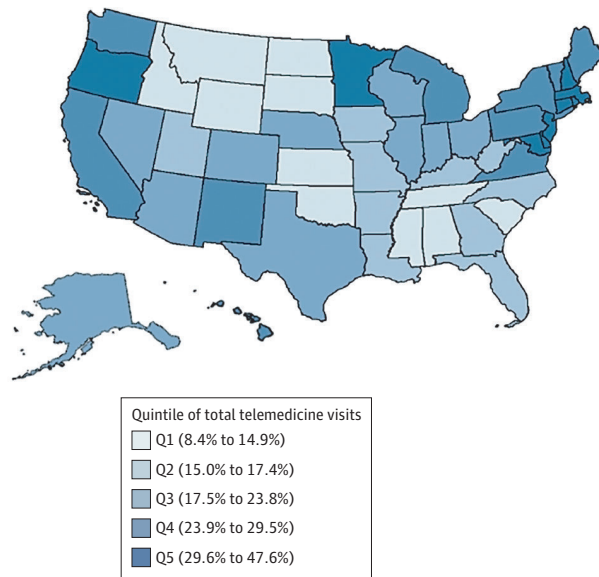 Quintile of total telemedicine visits
Q1 (8.4% to 14.9%)
Q2 (15.0% to 17.4%)
Q3 (17.5% to 23.8%)
Q4 (23.9% to 29.5%)
Q5 (29.6% to 47.6%)